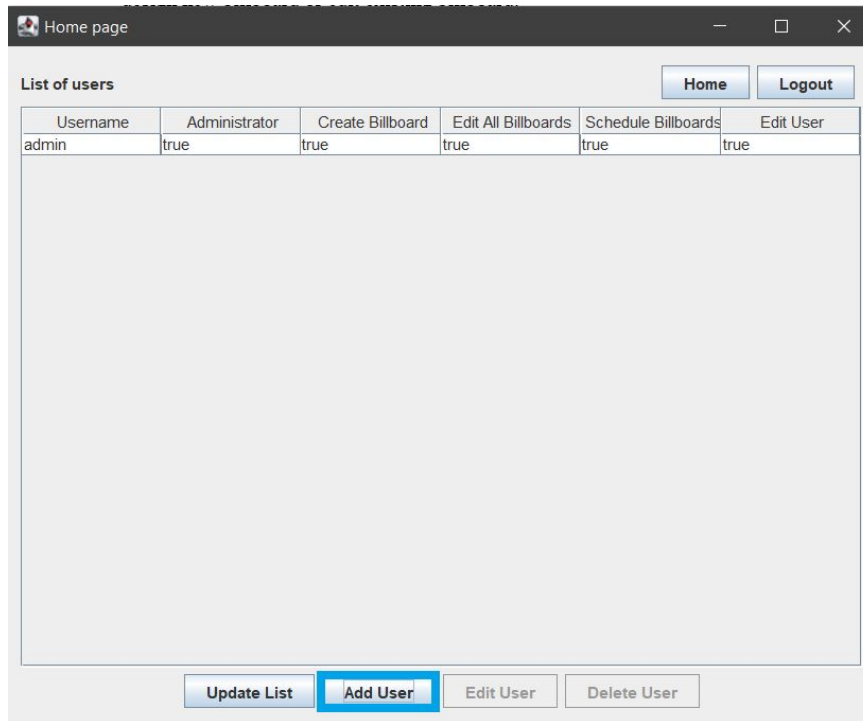 Home page
List of users
Home Logout
Username Administrator Create Billboard Edit All Billboards Schedule Billboards Edit User
admin true true true true true
Update List Add User Edit User Delete User